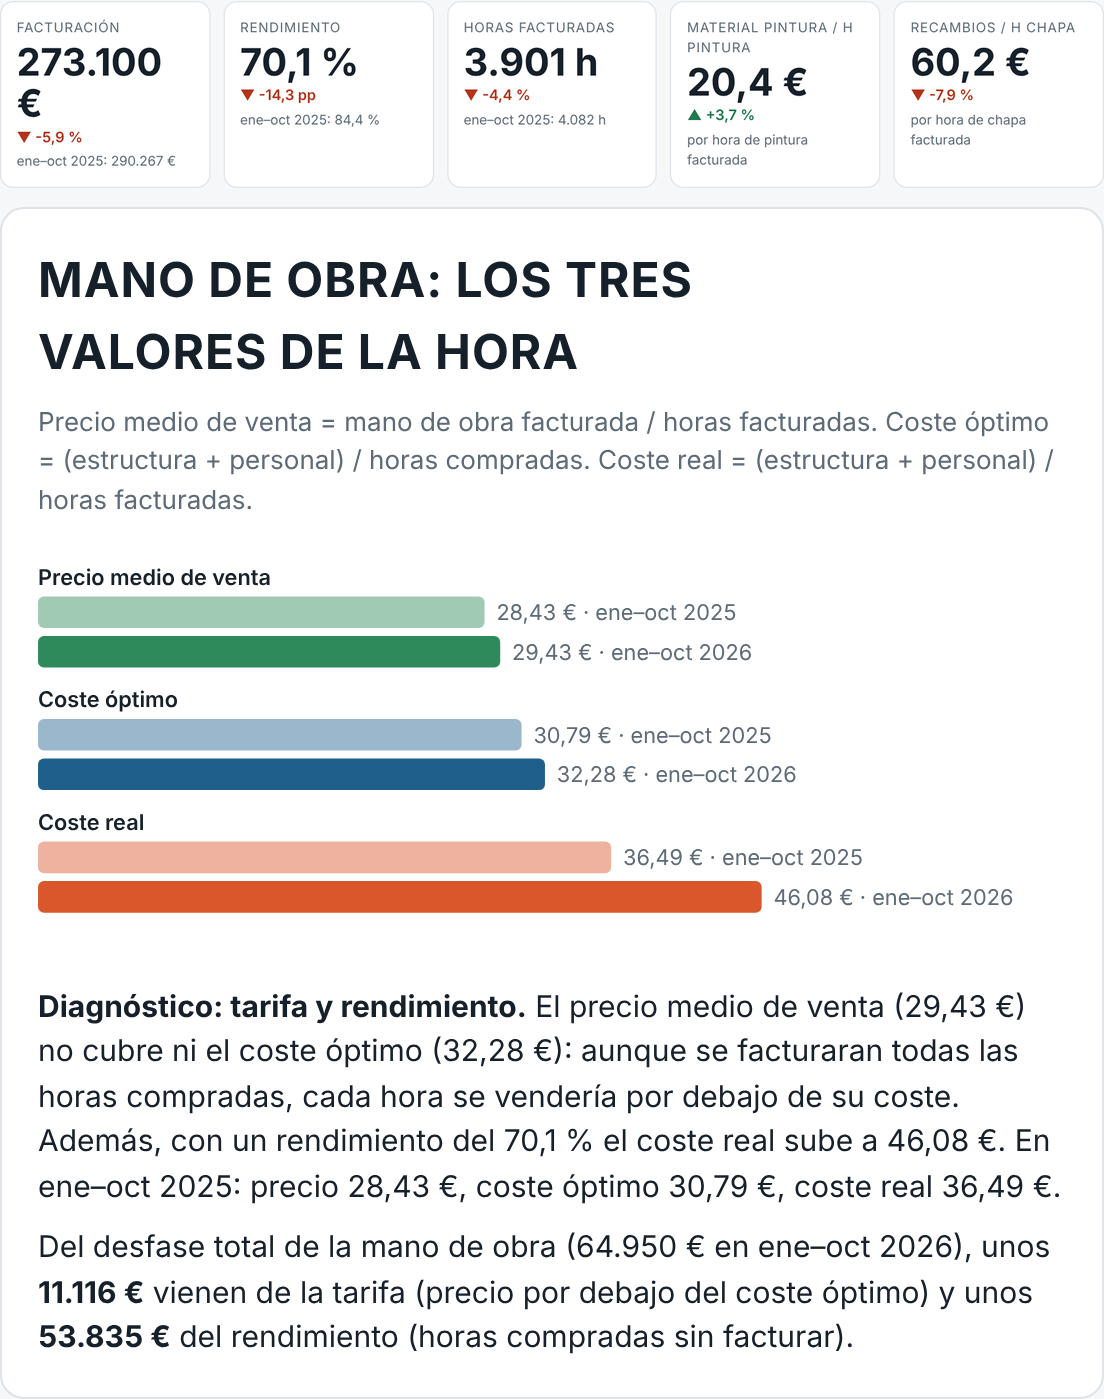 FACTURACIÓN
273.100
€
▼ -5,9 %
ene–oct 2025: 290.267 €
RENDIMIENTO
70,1 %
▼ -14,3 pp
ene–oct 2025: 84,4 %
HORAS FACTURADAS
3.901 h
▼ -4,4 %
ene–oct 2025: 4.082 h
MATERIAL PINTURA / H
PINTURA
20,4 €
▲ +3,7 %
por hora de pintura
facturada
RECAMBIOS / H CHAPA
60,2 €
▼ -7,9 %
por hora de chapa
facturada
MANO DE OBRA: LOS TRES
VALORES DE LA HORA
Precio medio de venta = mano de obra facturada / horas facturadas. Coste óptimo
= (estructura + personal) / horas compradas. Coste real = (estructura + personal) /
horas facturadas.
Precio medio de venta
28,43 € · ene–oct 2025
29,43 € · ene–oct 2026
Coste óptimo
30,79 € · ene–oct 2025
32,28 € · ene–oct 2026
Coste real
36,49 € · ene–oct 2025
46,08 € · ene–oct 2026
Diagnóstico: tarifa y rendimiento. El precio medio de venta (29,43 €)
no cubre ni el coste óptimo (32,28 €): aunque se facturaran todas las
horas compradas, cada hora se vendería por debajo de su coste.
Además, con un rendimiento del 70,1 % el coste real sube a 46,08 €. En
ene–oct 2025: precio 28,43 €, coste óptimo 30,79 €, coste real 36,49 €.
Del desfase total de la mano de obra (64.950 € en ene–oct 2026), unos
11.116 € vienen de la tarifa (precio por debajo del coste óptimo) y unos
53.835 € del rendimiento (horas compradas sin facturar).